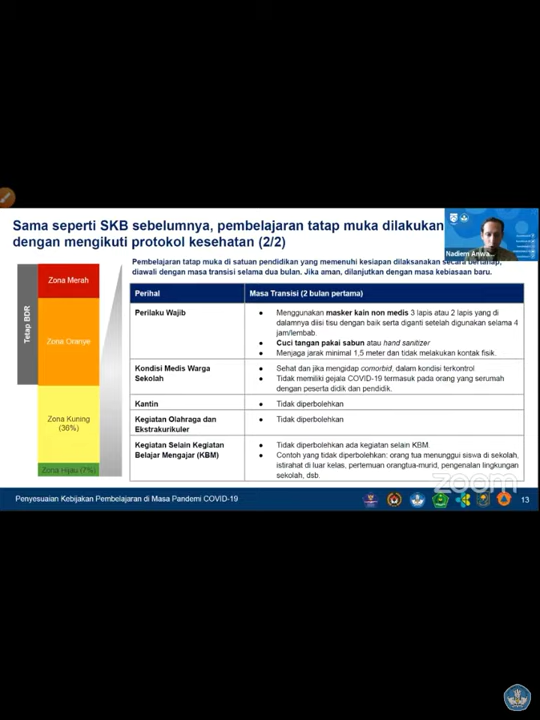 Sama seperti SKB sebelumnya, pembelajaran tatap muka dilakukan
dengan mengikuti protokol kesehatan (2/2)
Nadiem Anwa...
Pembelajaran tatap muka di satuan pendidikan yang memenuhi kesiapan dilaksanakan secara bertahap,
diawali dengan masa transisi selama dua bulan. Jika aman, dilanjutkan dengan masa kebiasaan baru.
Tetap BDR
Zona Merah
Zona Oranye
Zona Kuning
(36%)
Zona Hijau (7%)
Perihal
Masa Transisi (2 bulan pertama)
Perilaku Wajib
● Menggunakan masker kain non medis 3 lapis atau 2 lapis yang di
dalamnya diisi tisu dengan baik serta diganti setelah digunakan selama 4
jam/lembab.
● Cuci tangan pakai sabun atau hand sanitizer
● Menjaga jarak minimal 1,5 meter dan tidak melakukan kontak fisik.
Kondisi Medis Warga
Sekolah
● Sehat dan jika mengidap comorbid, dalam kondisi terkontrol
● Tidak memiliki gejala COVID-19 termasuk pada orang yang serumah
dengan peserta didik dan pendidik.
Kantin
● Tidak diperbolehkan
Kegiatan Olahraga dan
Ekstrakurikuler
● Tidak diperbolehkan
Kegiatan Selain Kegiatan
Belajar Mengajar (KBM)
● Tidak diperbolehkan ada kegiatan selain KBM.
● Contoh yang tidak diperbolehkan: orang tua menunggui siswa di sekolah,
istirahat di luar kelas, pertemuan orangtua-murid, pengenalan lingkungan
sekolah, dsb.
zoom
Penyesuaian Kebijakan Pembelajaran di Masa Pandemi COVID-19
13